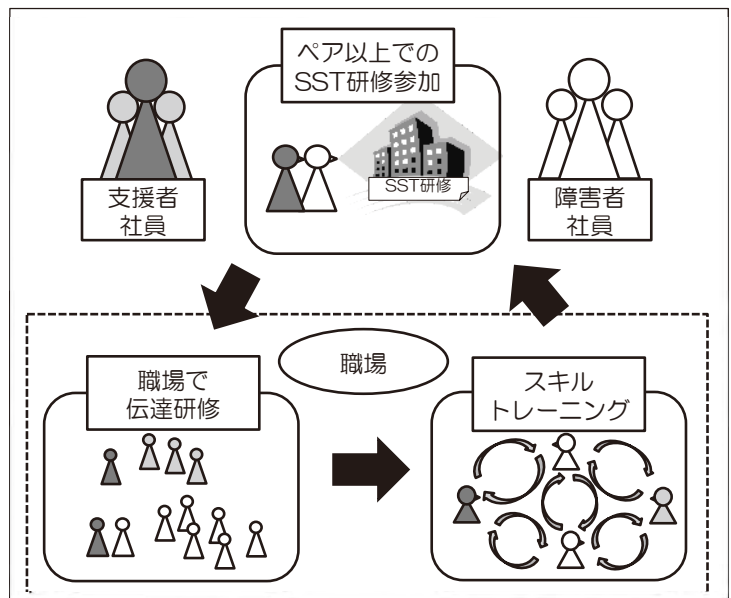 ペア以上での
SST研修参加
SST研修
支援者
社員
障害者
社員
職場
職場で
伝達研修
スキル
トレーニング